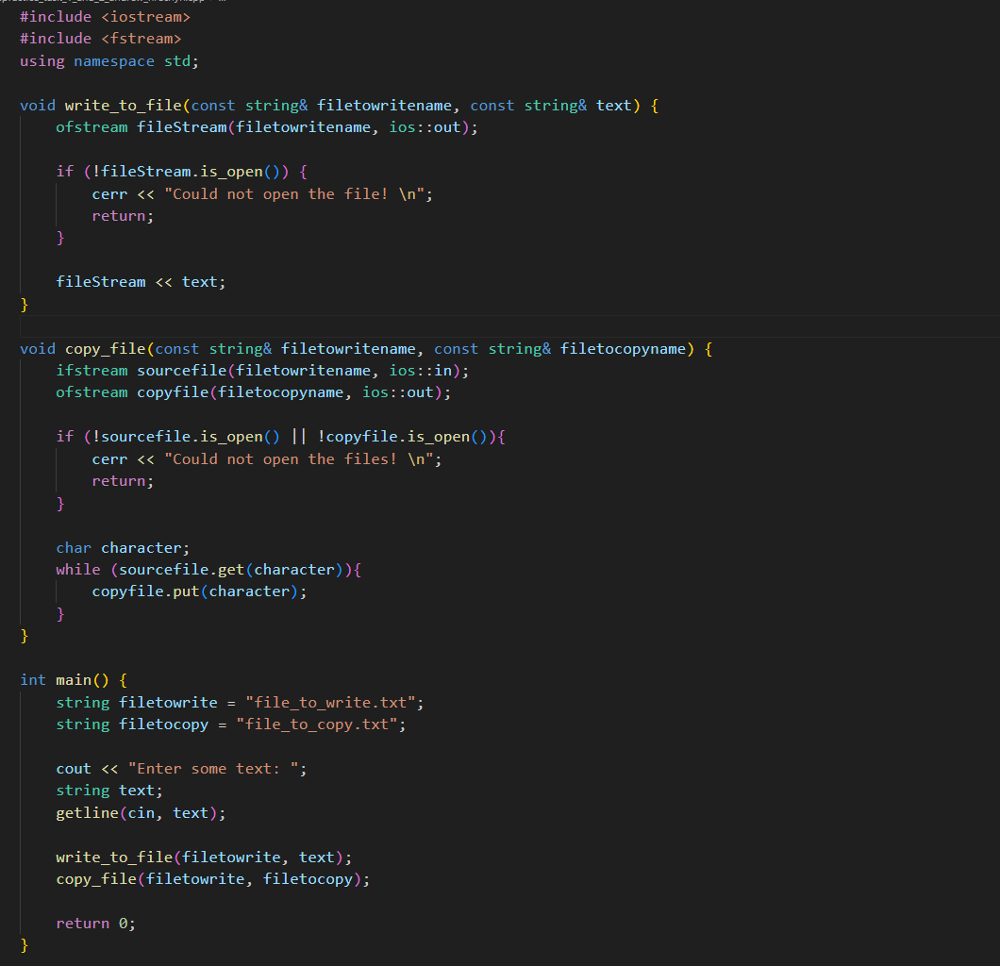 #include <iostream>
#include <fstream>
using namespace std;

void write_to_file(const string& filetowritename, const string& text) {
    ofstream fileStream(filetowritename, ios::out);

    if (!fileStream.is_open()) {
        cerr << "Could not open the file! \n";
        return;
    }

    fileStream << text;
}

void copy_file(const string& filetowritename, const string& filetocopyname) {
    ifstream sourcefile(filetowritename, ios::in);
    ofstream copyfile(filetocopyname, ios::out);

    if (!sourcefile.is_open() || !copyfile.is_open()){
        cerr << "Could not open the files! \n";
        return;
    }

    char character;
    while (sourcefile.get(character)){
        copyfile.put(character);
    }
}

int main() {
    string filetowrite = "file_to_write.txt";
    string filetocopy = "file_to_copy.txt";

    cout << "Enter some text: ";
    string text;
    getline(cin, text);

    write_to_file(filetowrite, text);
    copy_file(filetowrite, filetocopy);

    return 0;
}